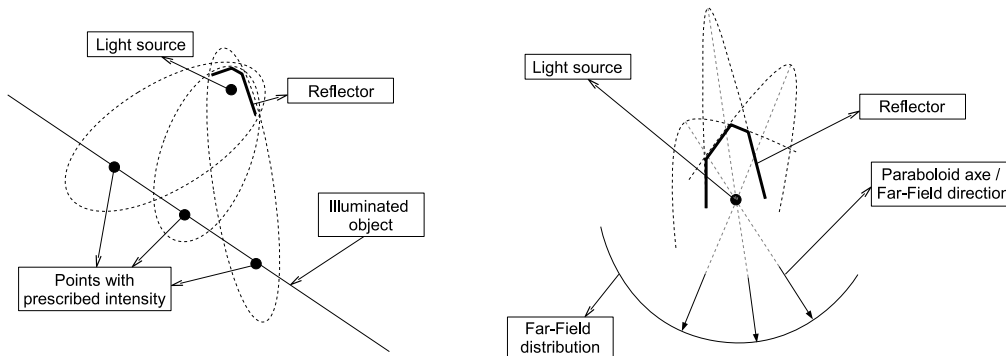 Light source
Reflector
Illuminated
object
Points with
prescribed intensity
Light source
Reflector
Paraboloid axe /
Far-Field direction
Far-Field
distribution